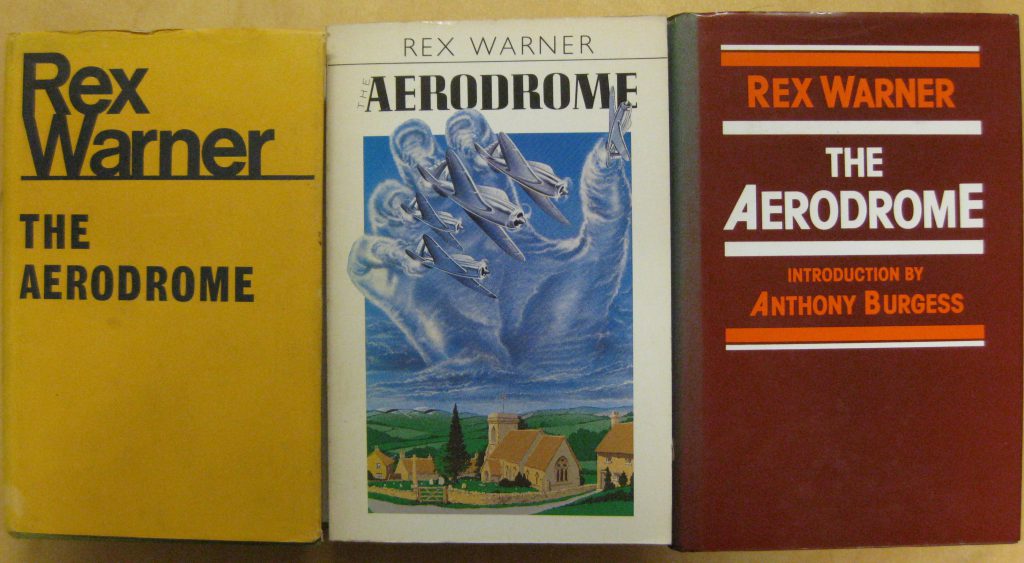 Rex
Warner
THE
AERODROME
REX WARNER
THE
AERODROME
REX WARNER
THE
AERODROME
INTRODUCTION BY
ANTHONY BURGESS